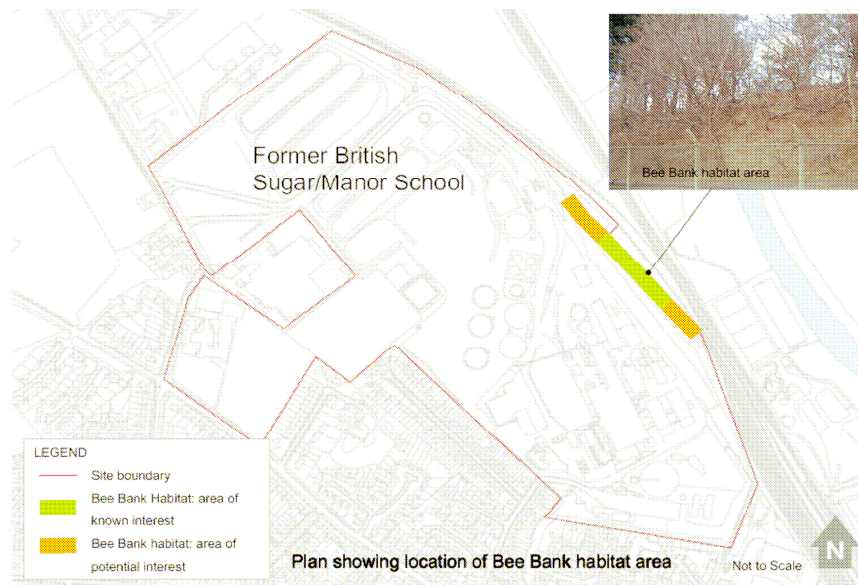 Former British
Sugar/Manor School
Bee Bank habitat area
LEGEND
Site boundary
Bee Bank Habitat: area of
known interest
Bee Bank habitat: area of
potential interest
Plan showing location of Bee Bank habitat area
Not to Scale
N